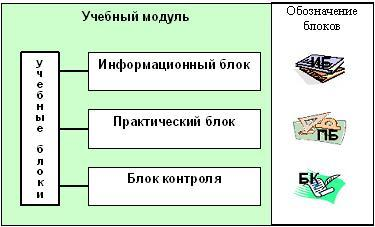 Учебный модуль
Обозначение
блоков
Учебные блоки
Информационный блок
ИБ
Практический блок
ПБ
Блок контроля
БК